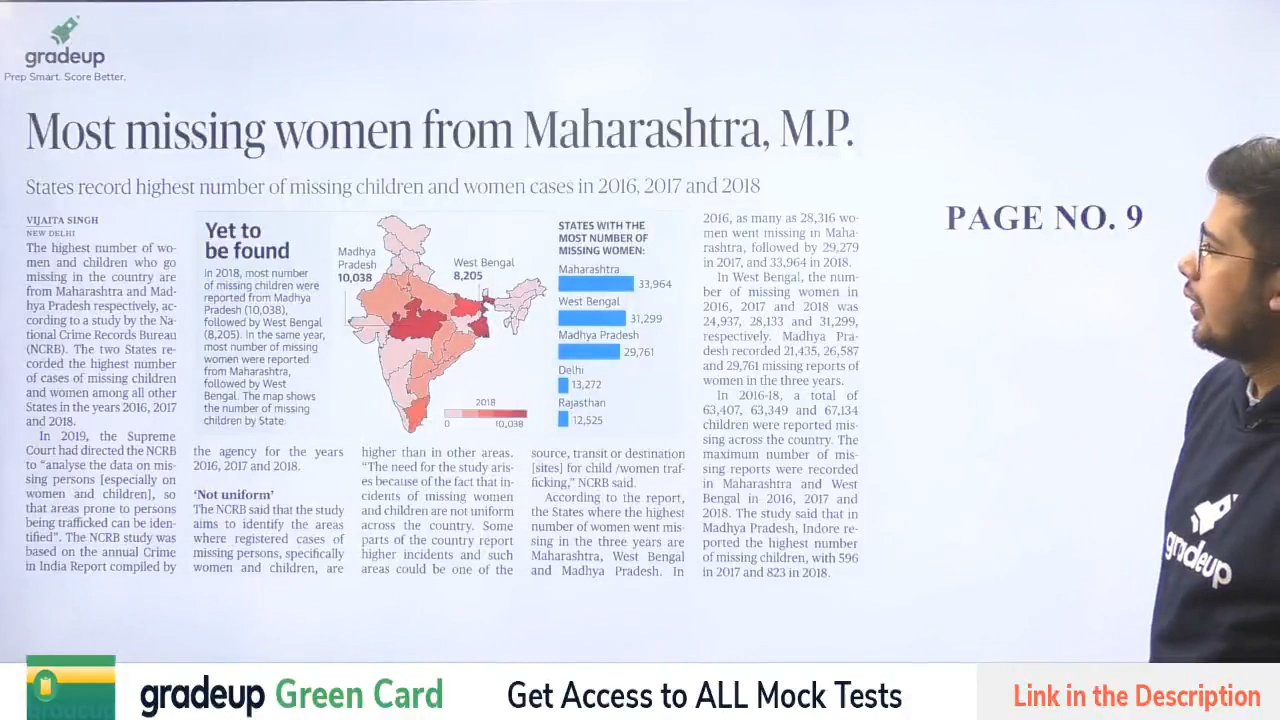 gradeup
Prep Smart. Score Better.
Most missing women from Maharashtra, M.P.
States record highest number of missing children and women cases in 2016, 2017 and 2018
VIJAITA SINGH
NEW DELHI
The highest number of wo-
men and children who go
missing in the country are
from Maharashtra and Mad-
hya Pradesh respectively, ac-
cording to a study by the Na-
tional Crime Records Bureau
(NCRB). The two States re-
corded the highest number
of cases of missing children
and women among all other
States in the years 2016, 2017
and 2018.
In 2019, the Supreme
Court had directed the NCRB
to “analyse the data on mis-
sing persons [especially on
women and children], so
that areas prone to persons
being trafficked can be iden-
tified”. The NCRB study was
based on the annual Crime
in India Report compiled by
Yet to
be found
In 2018, most number
of missing children were
reported from Madhya
Pradesh (10,038),
followed by West Bengal
(8,205). In the same year,
most number of missing
women were reported
from Maharashtra,
followed by West
Bengal. The map shows
the number of missing
children by State:
Madhya
Pradesh
10,038
West Bengal
8,205
2018
0 10,038
STATES WITH THE
MOST NUMBER OF
MISSING WOMEN:
Maharashtra
33,964
West Bengal
31,299
Madhya Pradesh
29,761
Delhi
13,272
Rajasthan
12,525
the agency for the years
2016, 2017 and 2018.
‘Not uniform’
The NCRB said that the study
aims to identify the areas
where registered cases of
missing persons, specifically
women and children, are
higher than in other areas.
“The need for the study aris-
es because of the fact that in-
cidents of missing women
and children are not uniform
across the country. Some
parts of the country report
higher incidents and such
areas could be one of the
source, transit or destination
[sites] for child /women traf-
ficking,” NCRB said.
According to the report,
the States where the highest
number of women went mis-
sing in the three years are
Maharashtra, West Bengal
and Madhya Pradesh. In
2016, as many as 28,316 wo-
men went missing in Maha-
rashtra, followed by 29,279
in 2017, and 33,964 in 2018.
In West Bengal, the num-
ber of missing women in
2016, 2017 and 2018 was
24,937, 28,133 and 31,299,
respectively. Madhya Pra-
desh recorded 21,435, 26,587
and 29,761 missing reports of
women in the three years.
In 2016-18, a total of
63,407, 63,349 and 67,134
children were reported mis-
sing across the country. The
maximum number of mis-
sing reports were recorded
in Maharashtra and West
Bengal in 2016, 2017 and
2018. The study said that in
Madhya Pradesh, Indore re-
ported the highest number
of missing children, with 596
in 2017 and 823 in 2018.
PAGE NO. 9
gradeup
gradeup Green Card
Get Access to ALL Mock Tests
Link in the Description